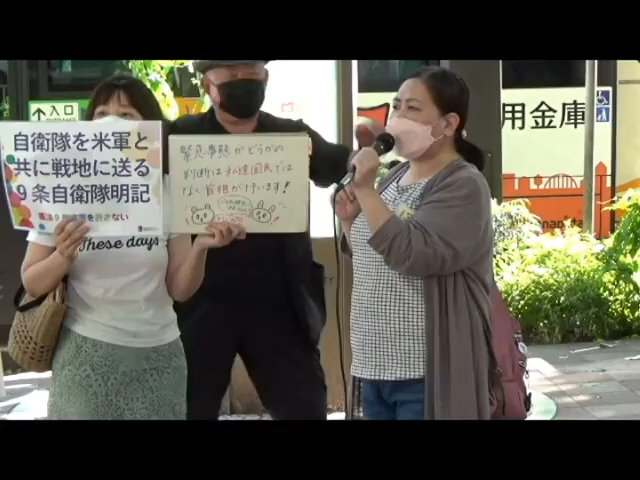 入口
自衛隊を米軍と
共に戦地に送る
9条自衛隊明記
These days
緊急事態かどうかの
判断は私達国民では
ない首相が行います!
用金庫